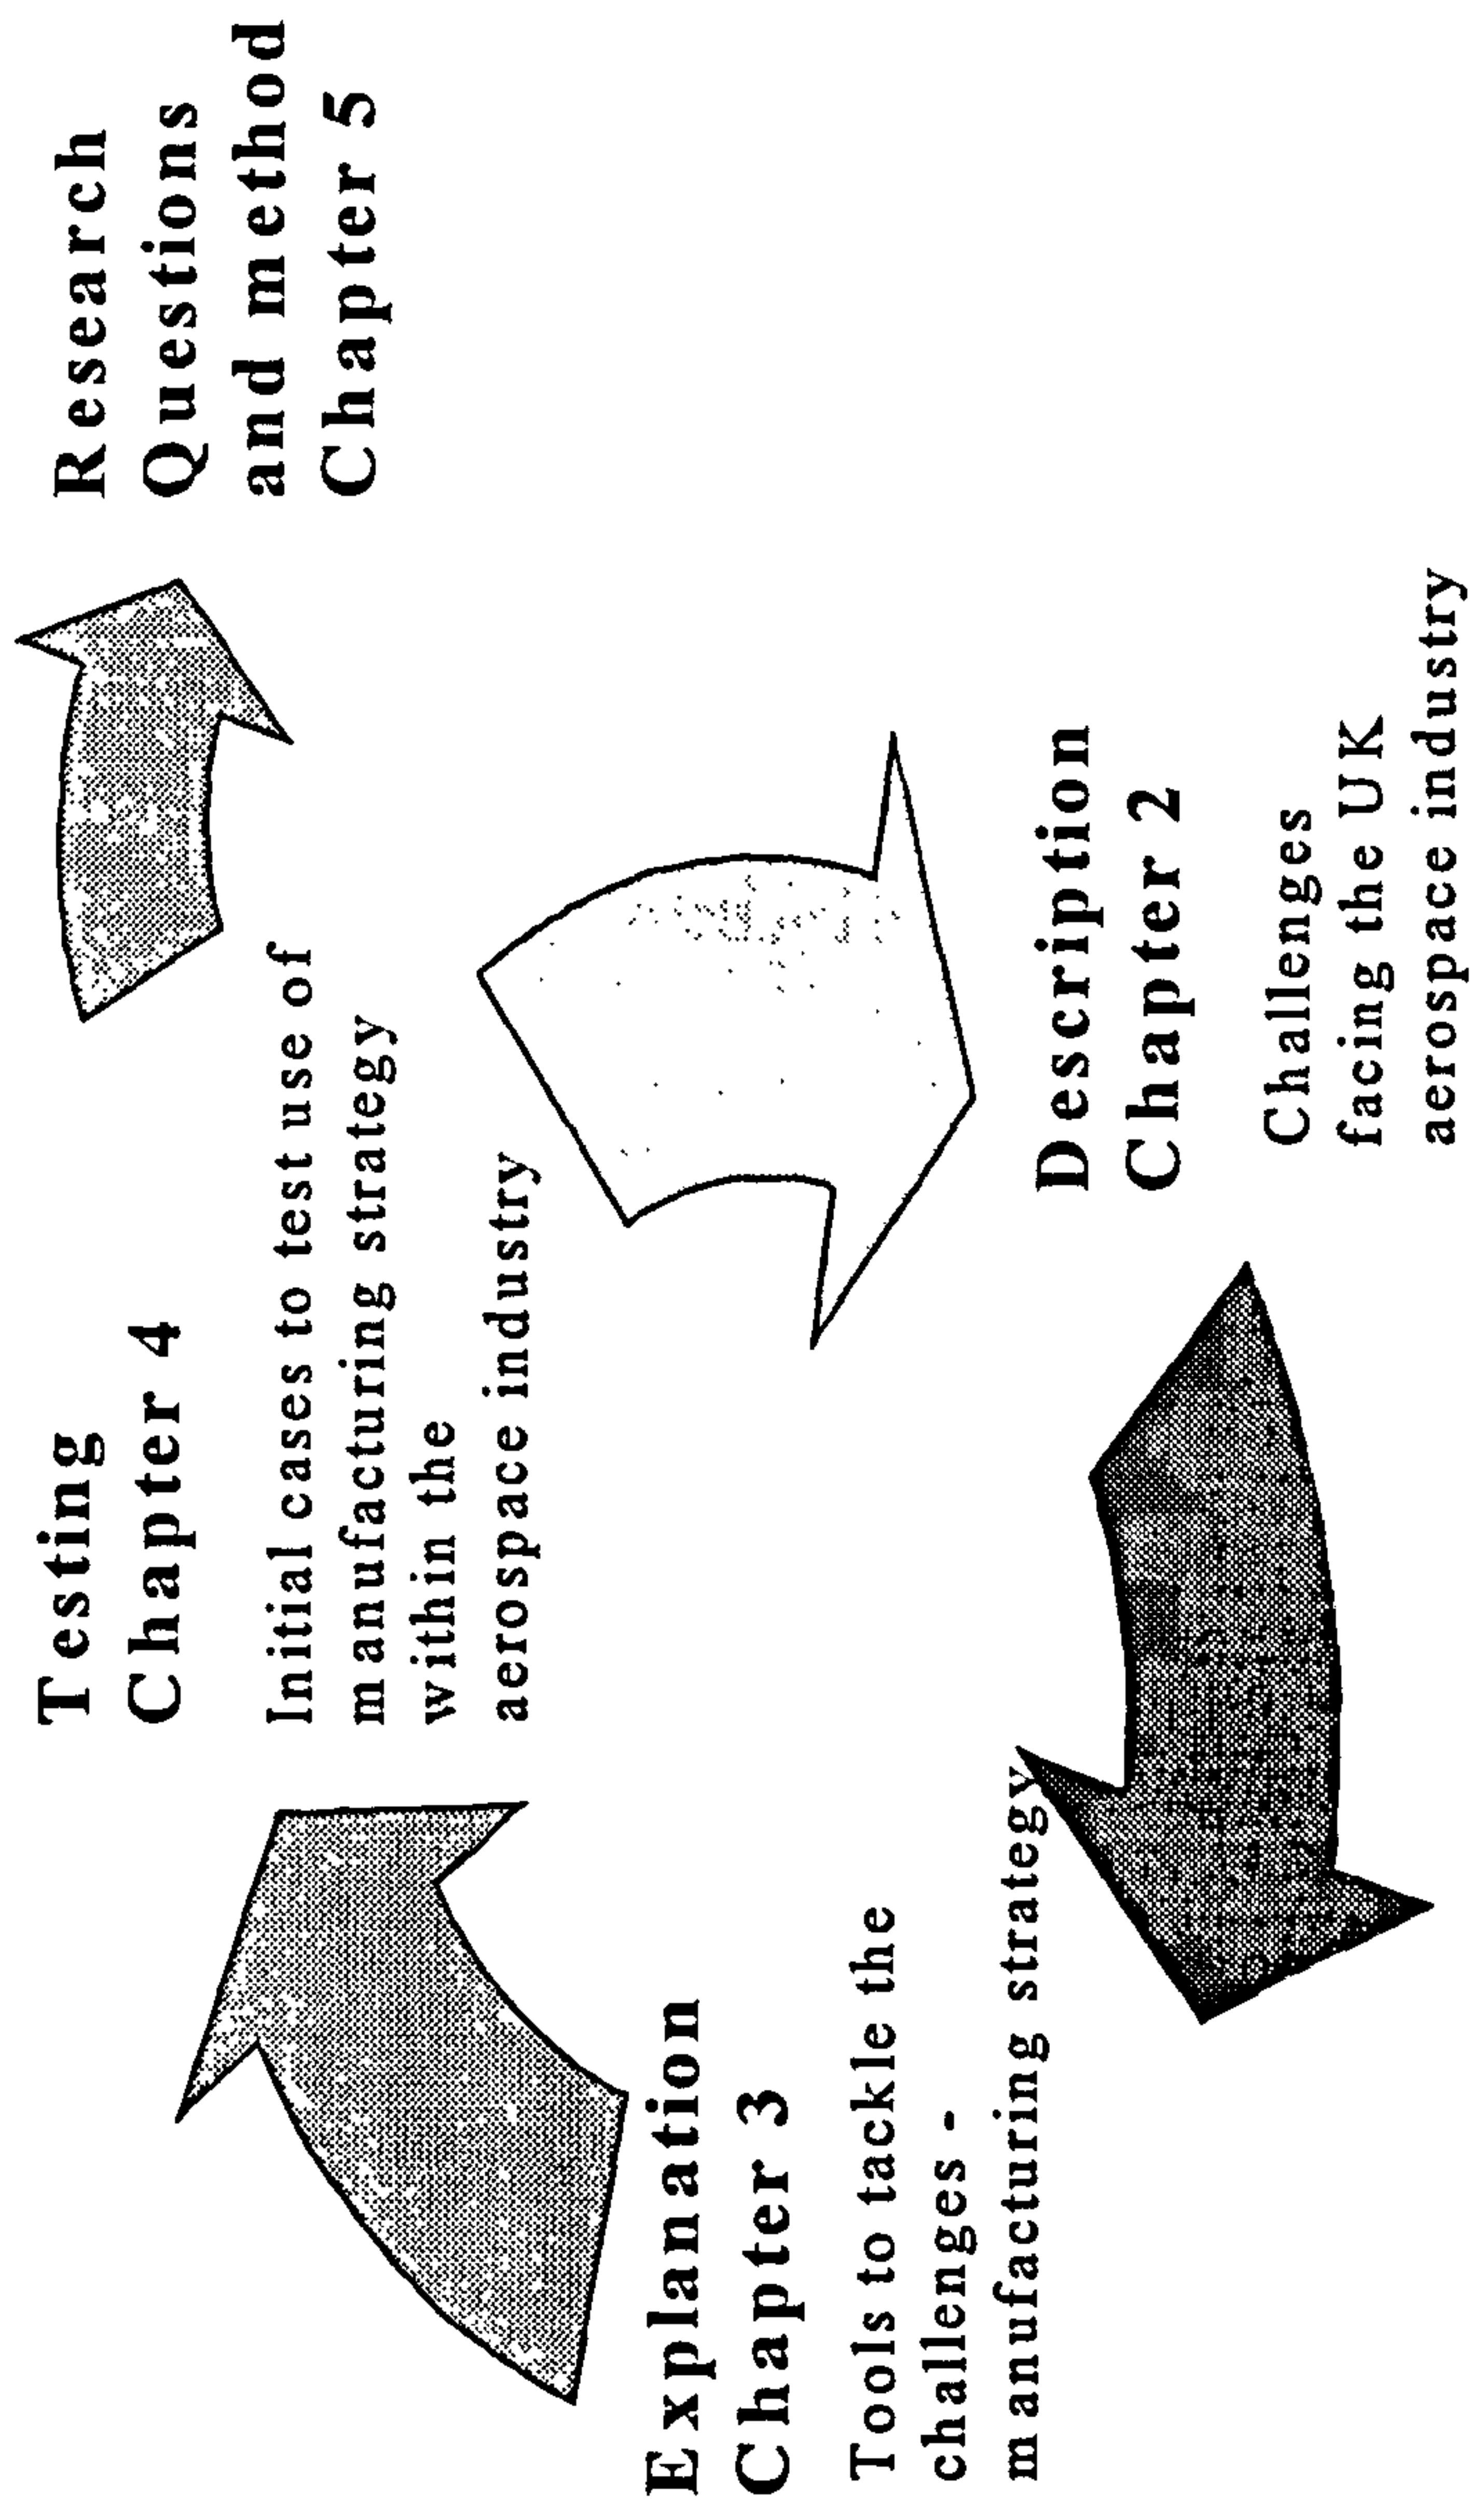 Testing
Chapter 4
Initial cases to test use of
manufacturing strategy
within the
aerospace industry
Research
Questions
and method
Chapter 5
Explanation
Chapter 3
Tools to tackle the
challenges -
manufacturing strategy
Description
Chapter 2
Challenges
facing the UK
aerospace industry